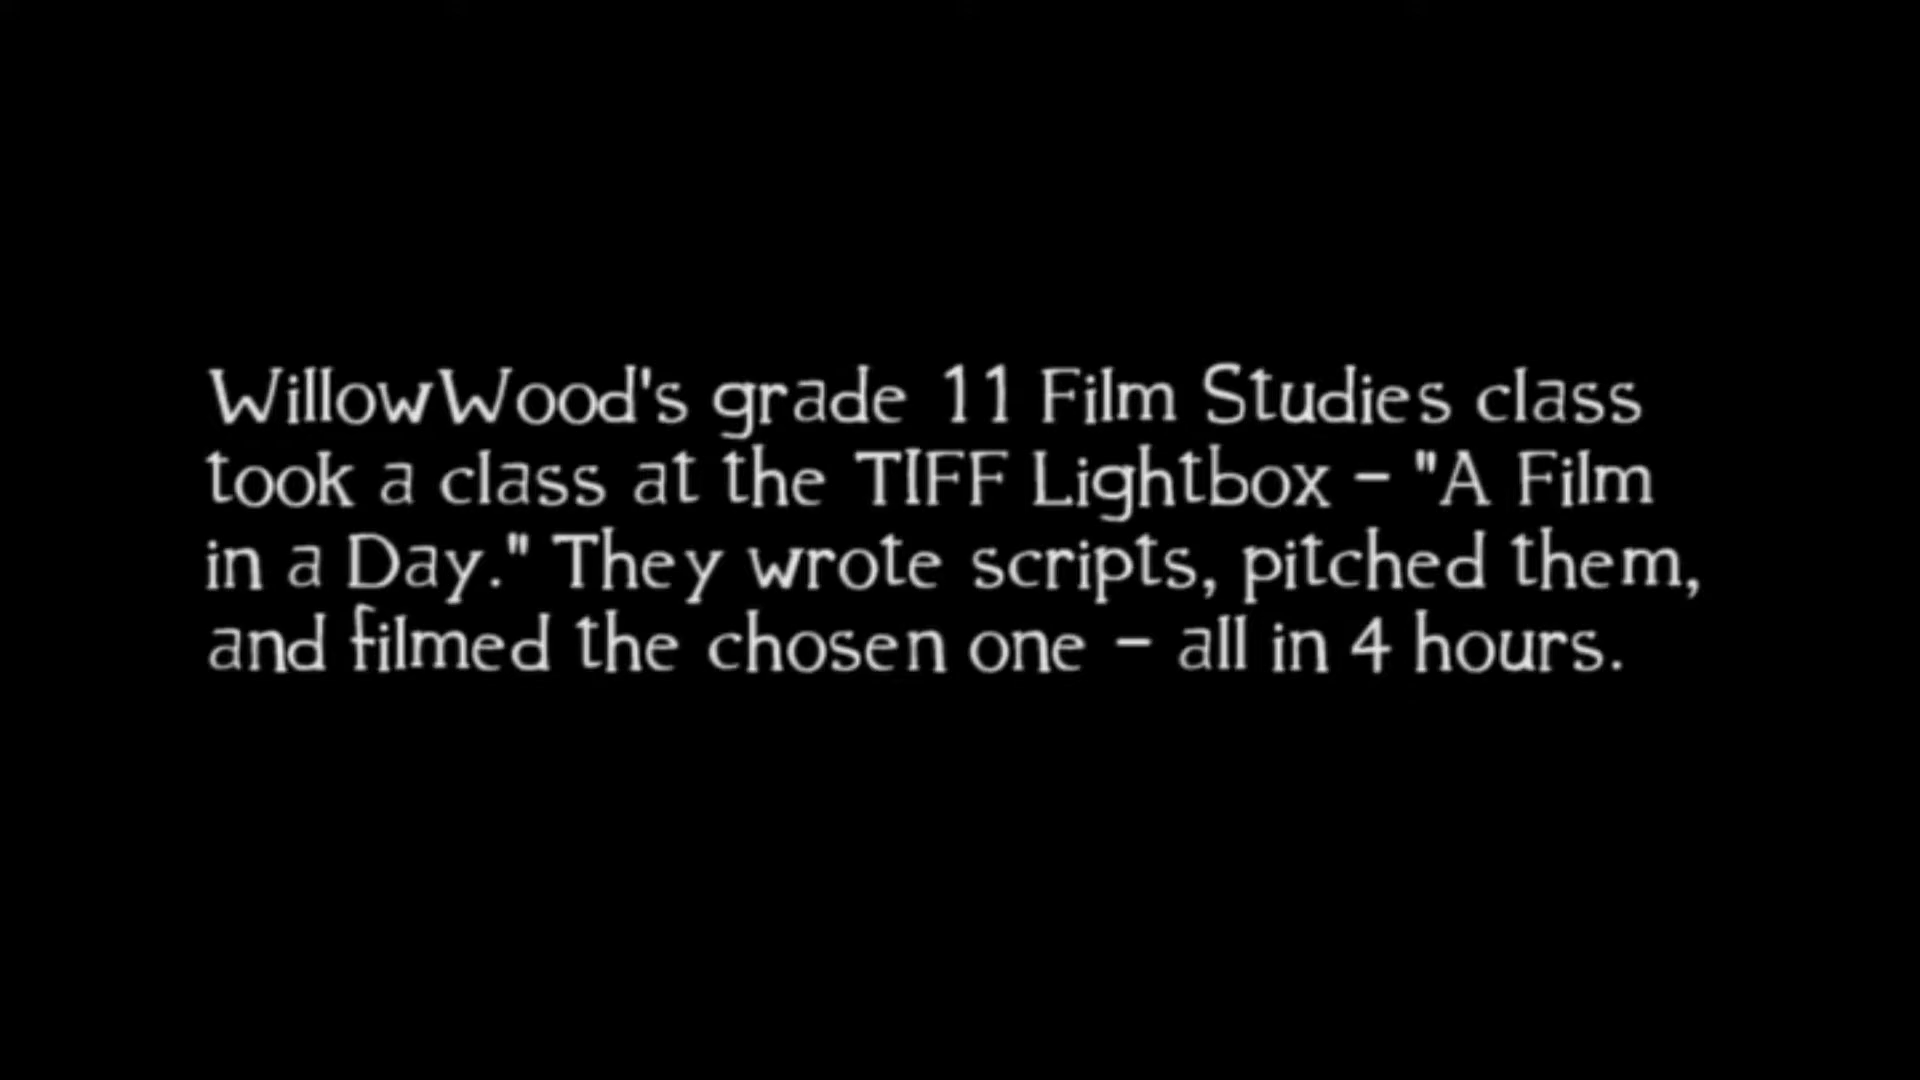 WillowWood's grade 11 Film Studies class
took a class at the TIFF Lightbox - "A Film
in a Day." They wrote scripts, pitched them,
and filmed the chosen one - all in 4 hours.